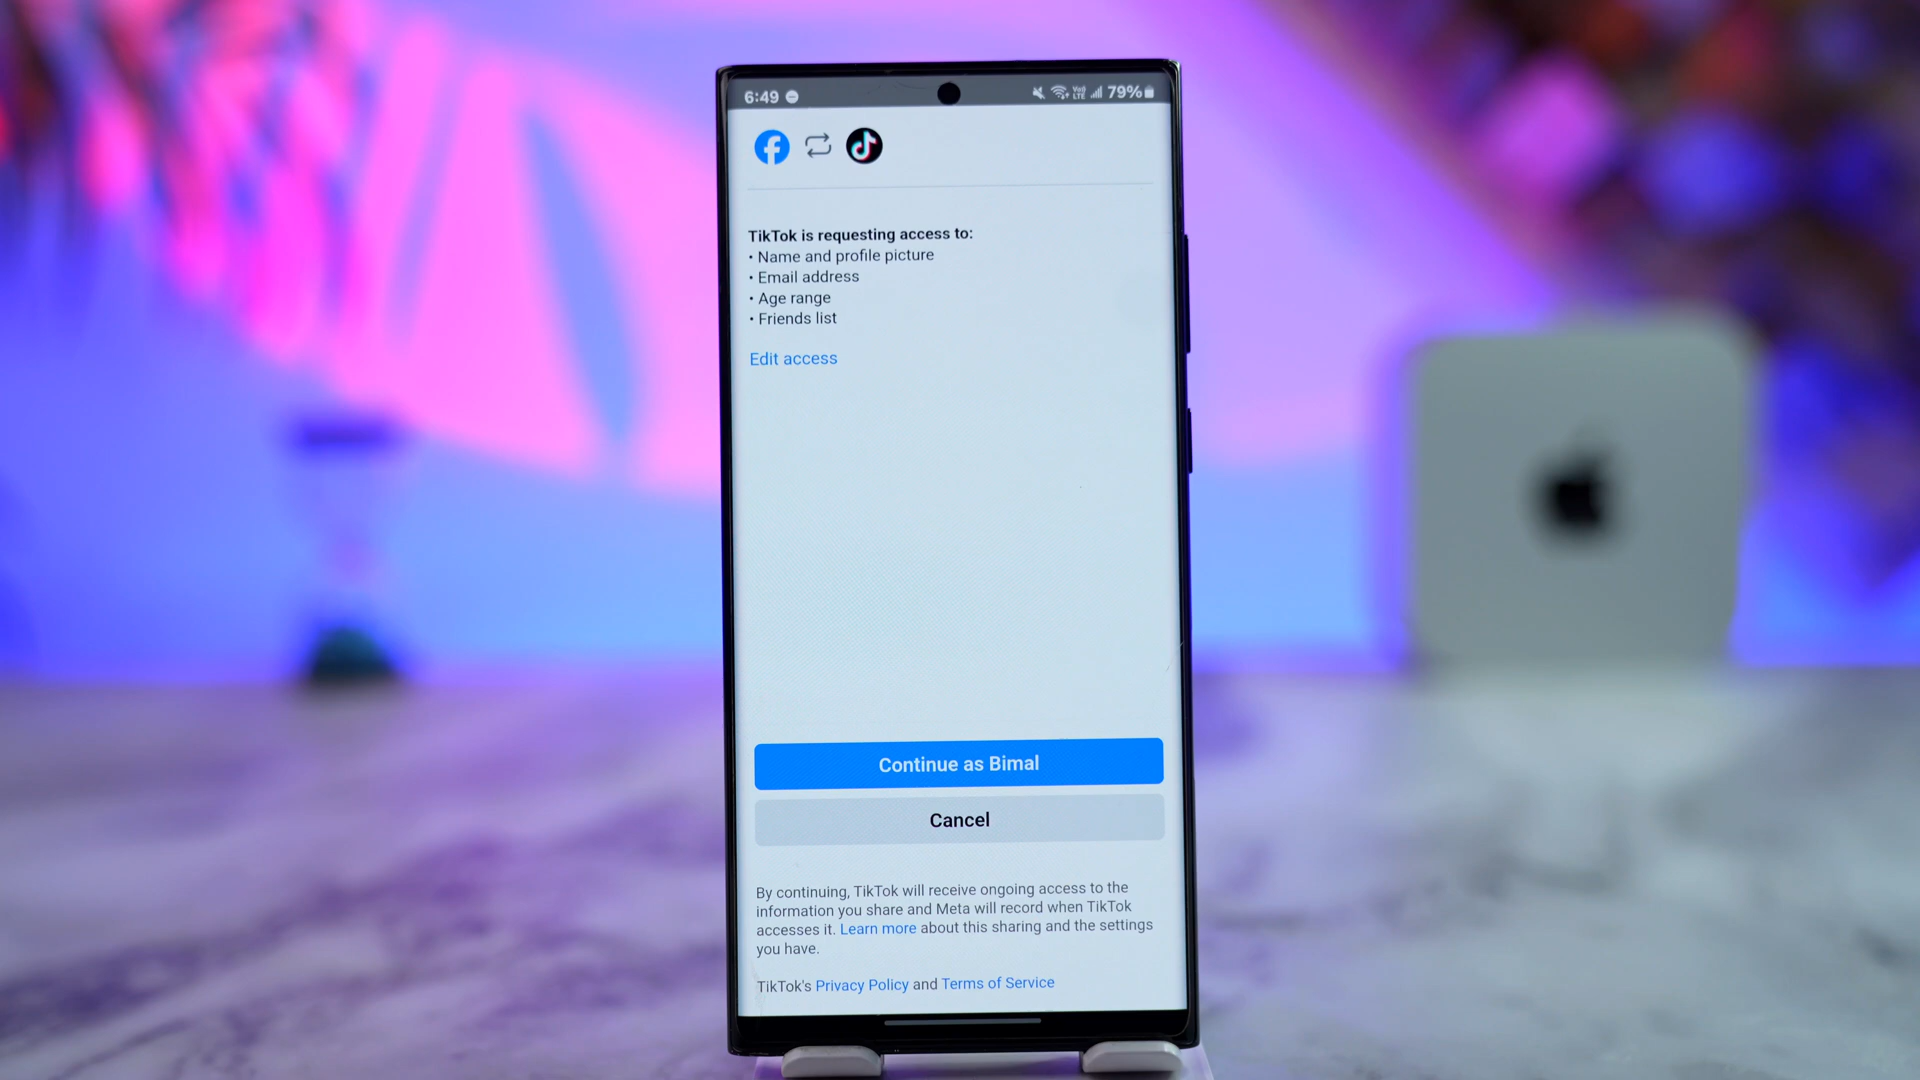 6:49
Vo)
LTE
79%
TikTok is requesting access to:
• Name and profile picture
• Email address
• Age range
• Friends list
Edit access
Continue as Bimal
Cancel
By continuing, TikTok will receive ongoing access to the
information you share and Meta will record when TikTok
accesses it. Learn more about this sharing and the settings
you have.
TikTok's Privacy Policy and Terms of Service